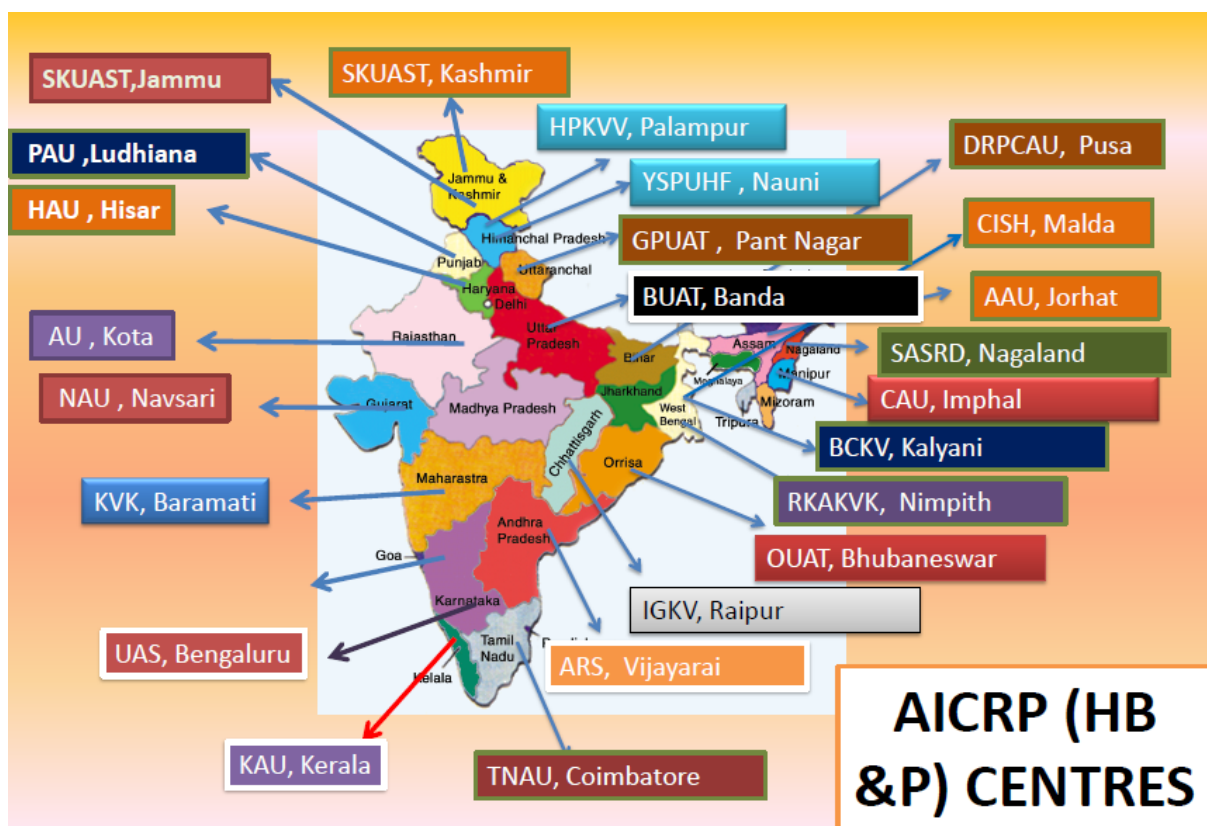 SKUAST,Jammu
SKUAST, Kashmir
HPKVV, Palampur
PAU ,Ludhiana
DRPCAU, Pusa
YSPUHF , Nauni
HAU , Hisar
CISH, Malda
GPUAT , Pant Nagar
BUAT, Banda
AAU, Jorhat
AU , Kota
SASRD, Nagaland
NAU , Navsari
CAU, Imphal
BCKV, Kalyani
KVK, Baramati
RKAKVK, Nimpith
OUAT, Bhubaneswar
IGKV, Raipur
UAS, Bengaluru
ARS, Vijayarai
KAU, Kerala
TNAU, Coimbatore
AICRP (HB
&P) CENTRES
Jammu &
Kashmir
Himanchal Pradesh
Punjab
Uttaranchal
Haryana
Delhi
Rajasthan
Uttar
Pradesh
Bihar
Assam
Nagaland
Meghalaya
Manipur
Mizoram
Tripura
Jharkhand
West
Bengal
Gujarat
Madhya Pradesh
Chhattisgarh
Orrisa
Maharastra
Andhra
Pradesh
Goa
Karnataka
Tamil
Nadu
Kelala